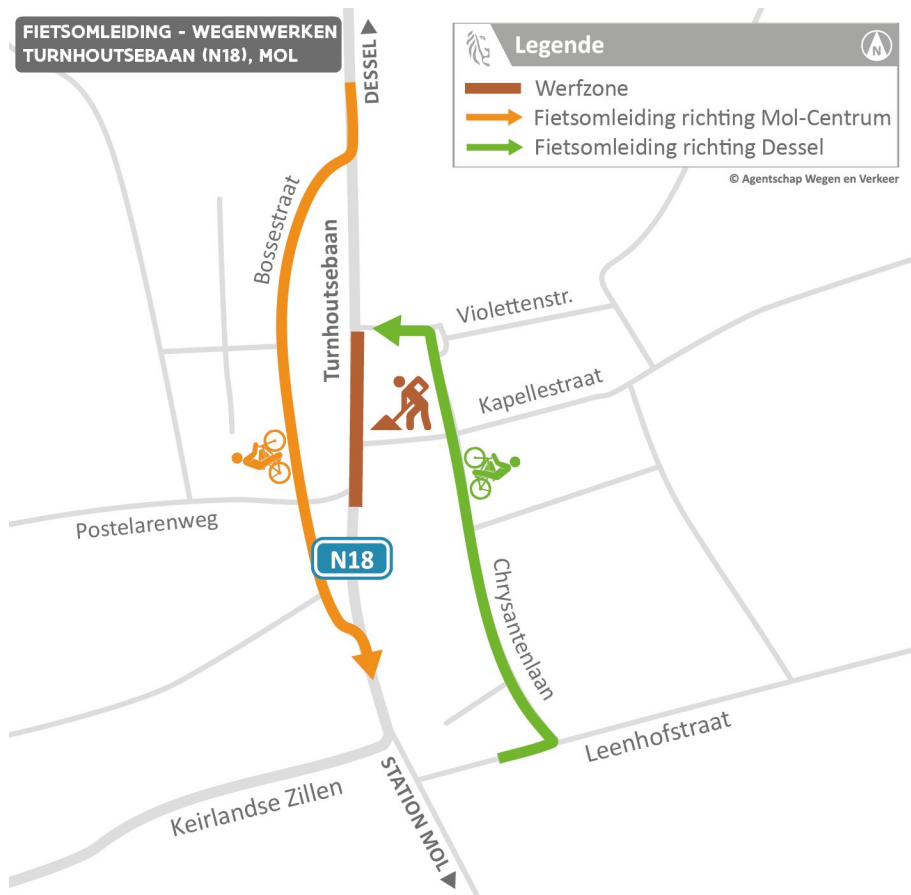 FIETSOMLEIDING - WEGENWERKEN
TURNHOUTSEBAAN (N18), MOL
DESSEL
Legende
N
Werfzone
Fietsomleiding richting Mol-Centrum
Fietsomleiding richting Dessel
© Agentschap Wegen en Verkeer
Bossestraat
Turnhoutsebaan
Violettenstr.
Kapellestraat
Postelarenweg
N18
Chrysantenlaan
Leenhofstraat
Keirlandse Zillen
STATION MOL